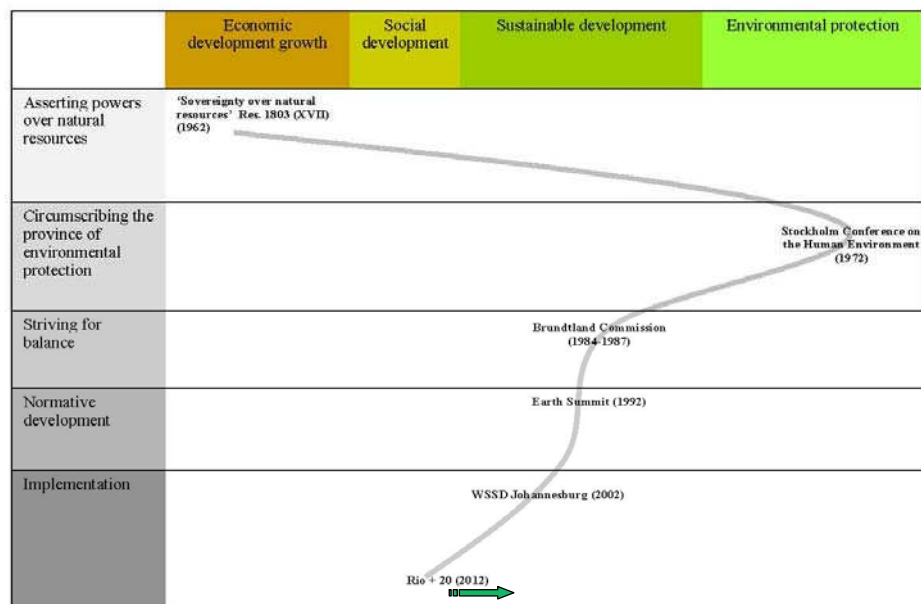 Economic
development growth
Social
development
Sustainable development
Environmental protection
Asserting powers
over natural
resources
‘Sovereignty over natural
resources’ Res. 1803 (XVII)
(1962)
Circumscribing the
province of
environmental
protection
Stockholm Conference on
the Human Environment
(1972)
Striving for
balance
Brundtland Commission
(1984-1987)
Normative
development
Earth Summit (1992)
Implementation
WSSD Johannesburg (2002)
Rio + 20 (2012)